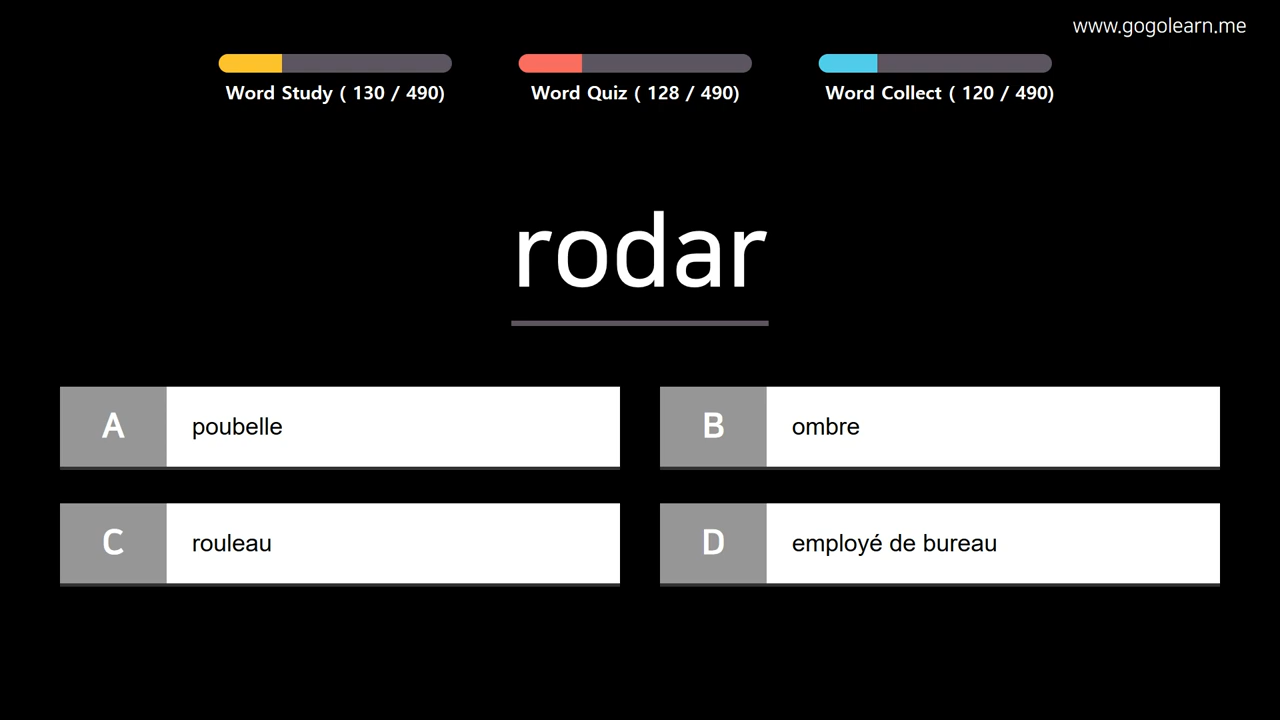 www.gogolearn.me
Word Study ( 130 / 490)
Word Quiz ( 128 / 490)
Word Collect ( 120 / 490)
rodar
A poubelle
B ombre
C rouleau
D employé de bureau